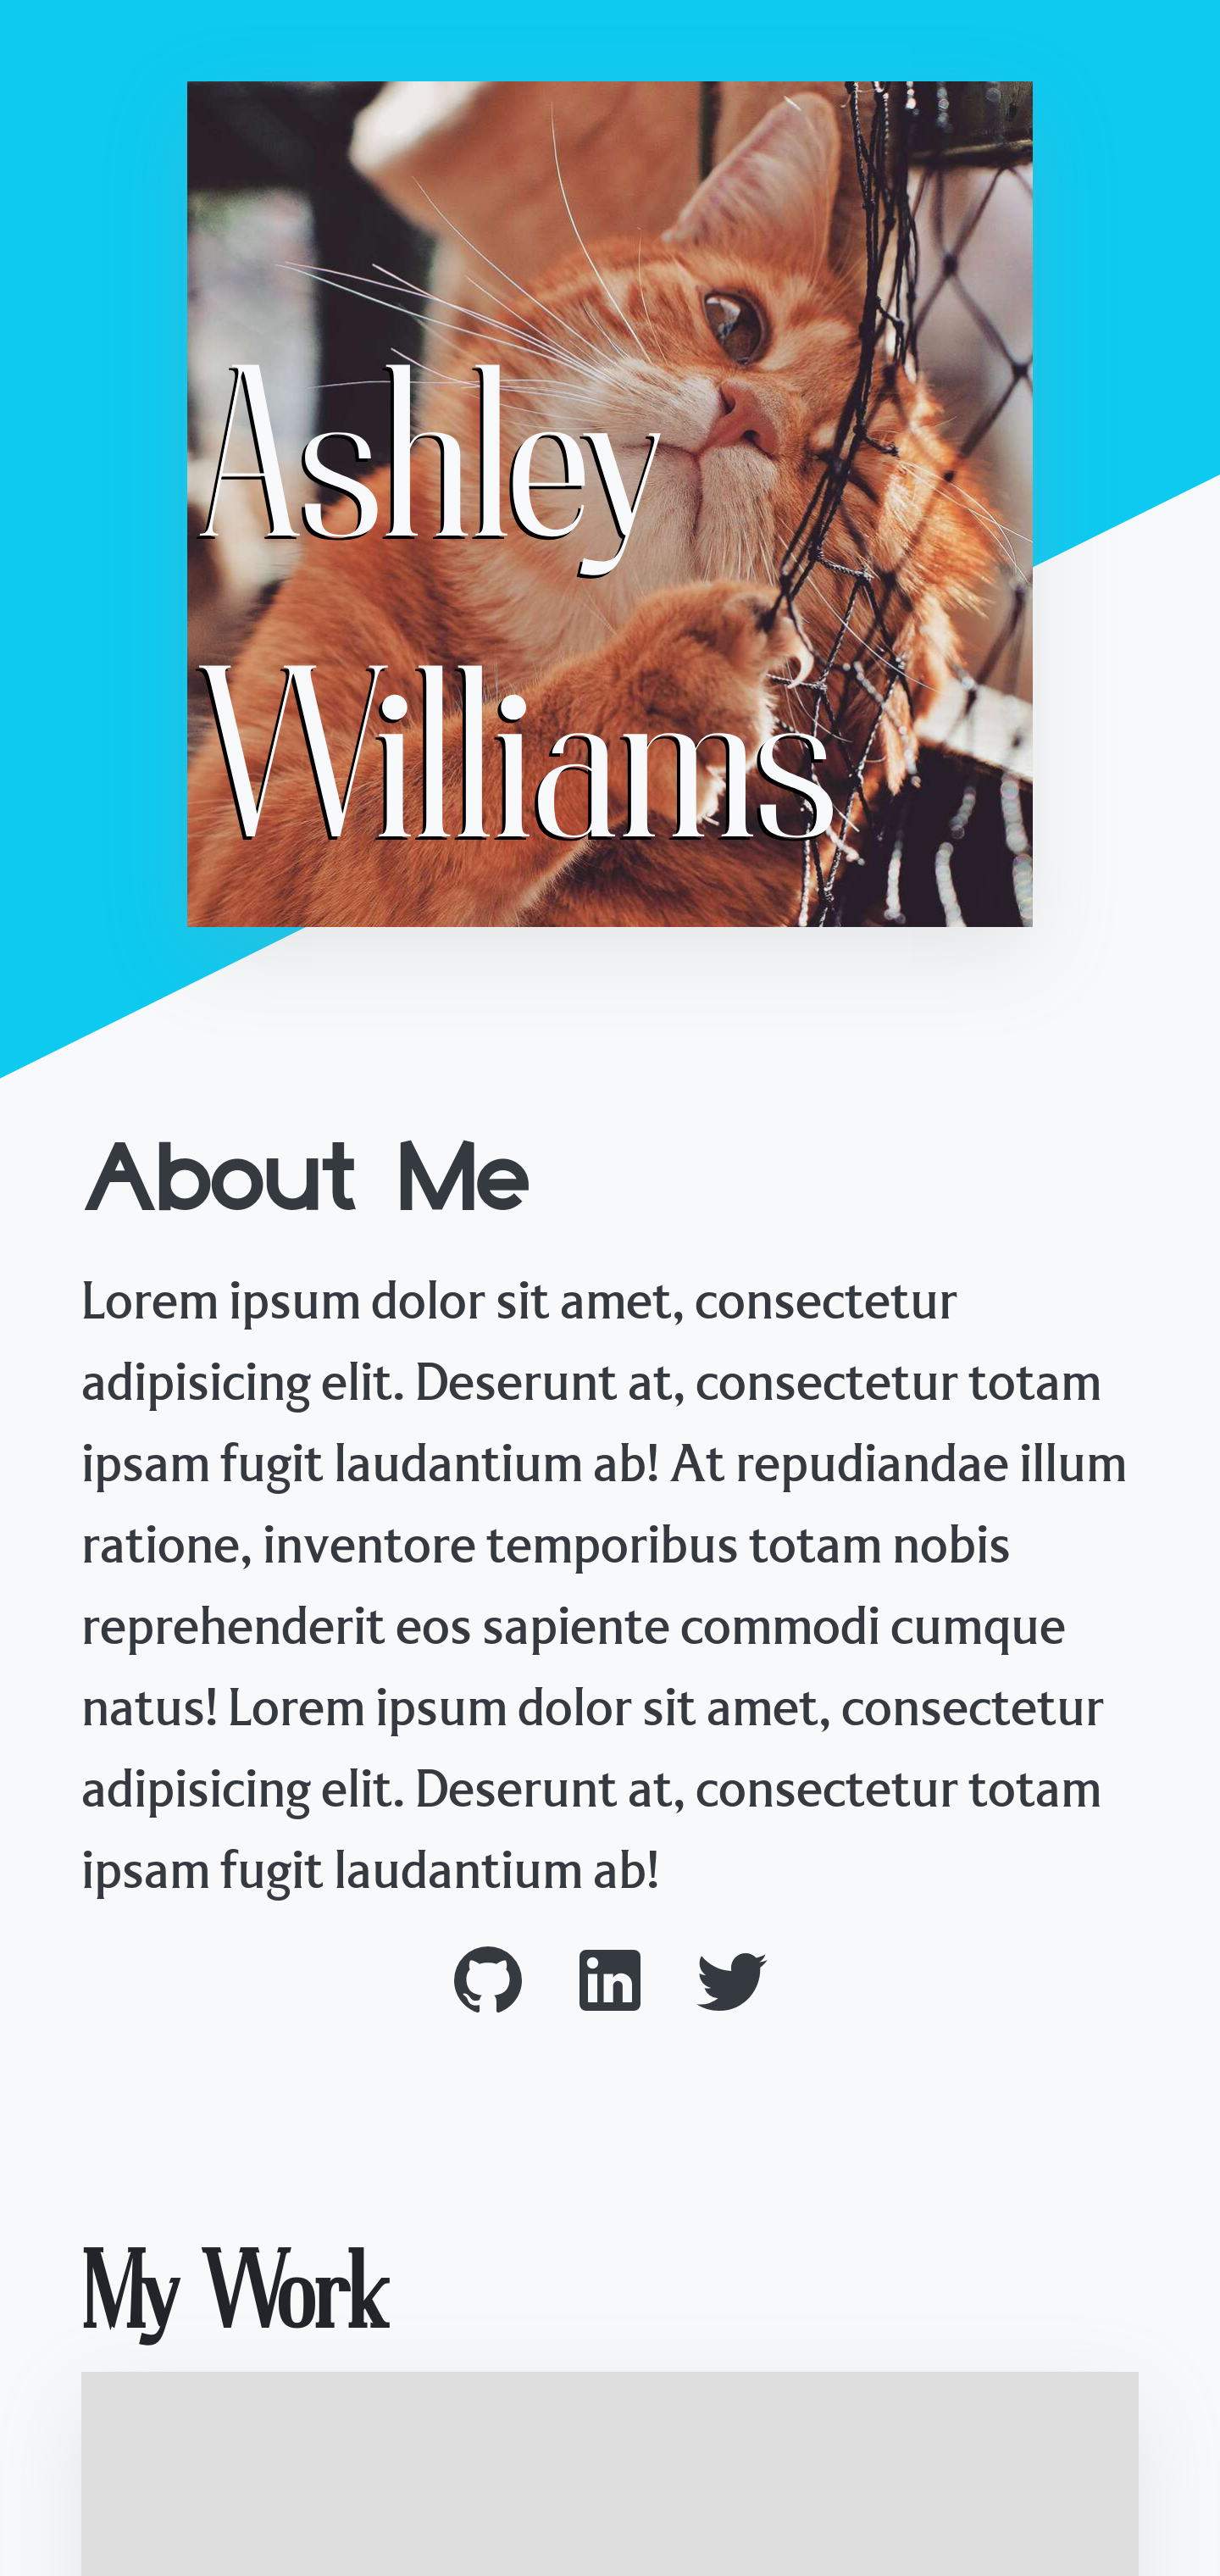 Ashley
Williams
About Me
Lorem ipsum dolor sit amet, consectetur
adipisicing elit. Deserunt at, consectetur totam
ipsam fugit laudantium ab! At repudiandae illum
ratione, inventore temporibus totam nobis
reprehenderit eos sapiente commodi cumque
natus! Lorem ipsum dolor sit amet, consectetur
adipisicing elit. Deserunt at, consectetur totam
ipsam fugit laudantium ab!
in
My Work